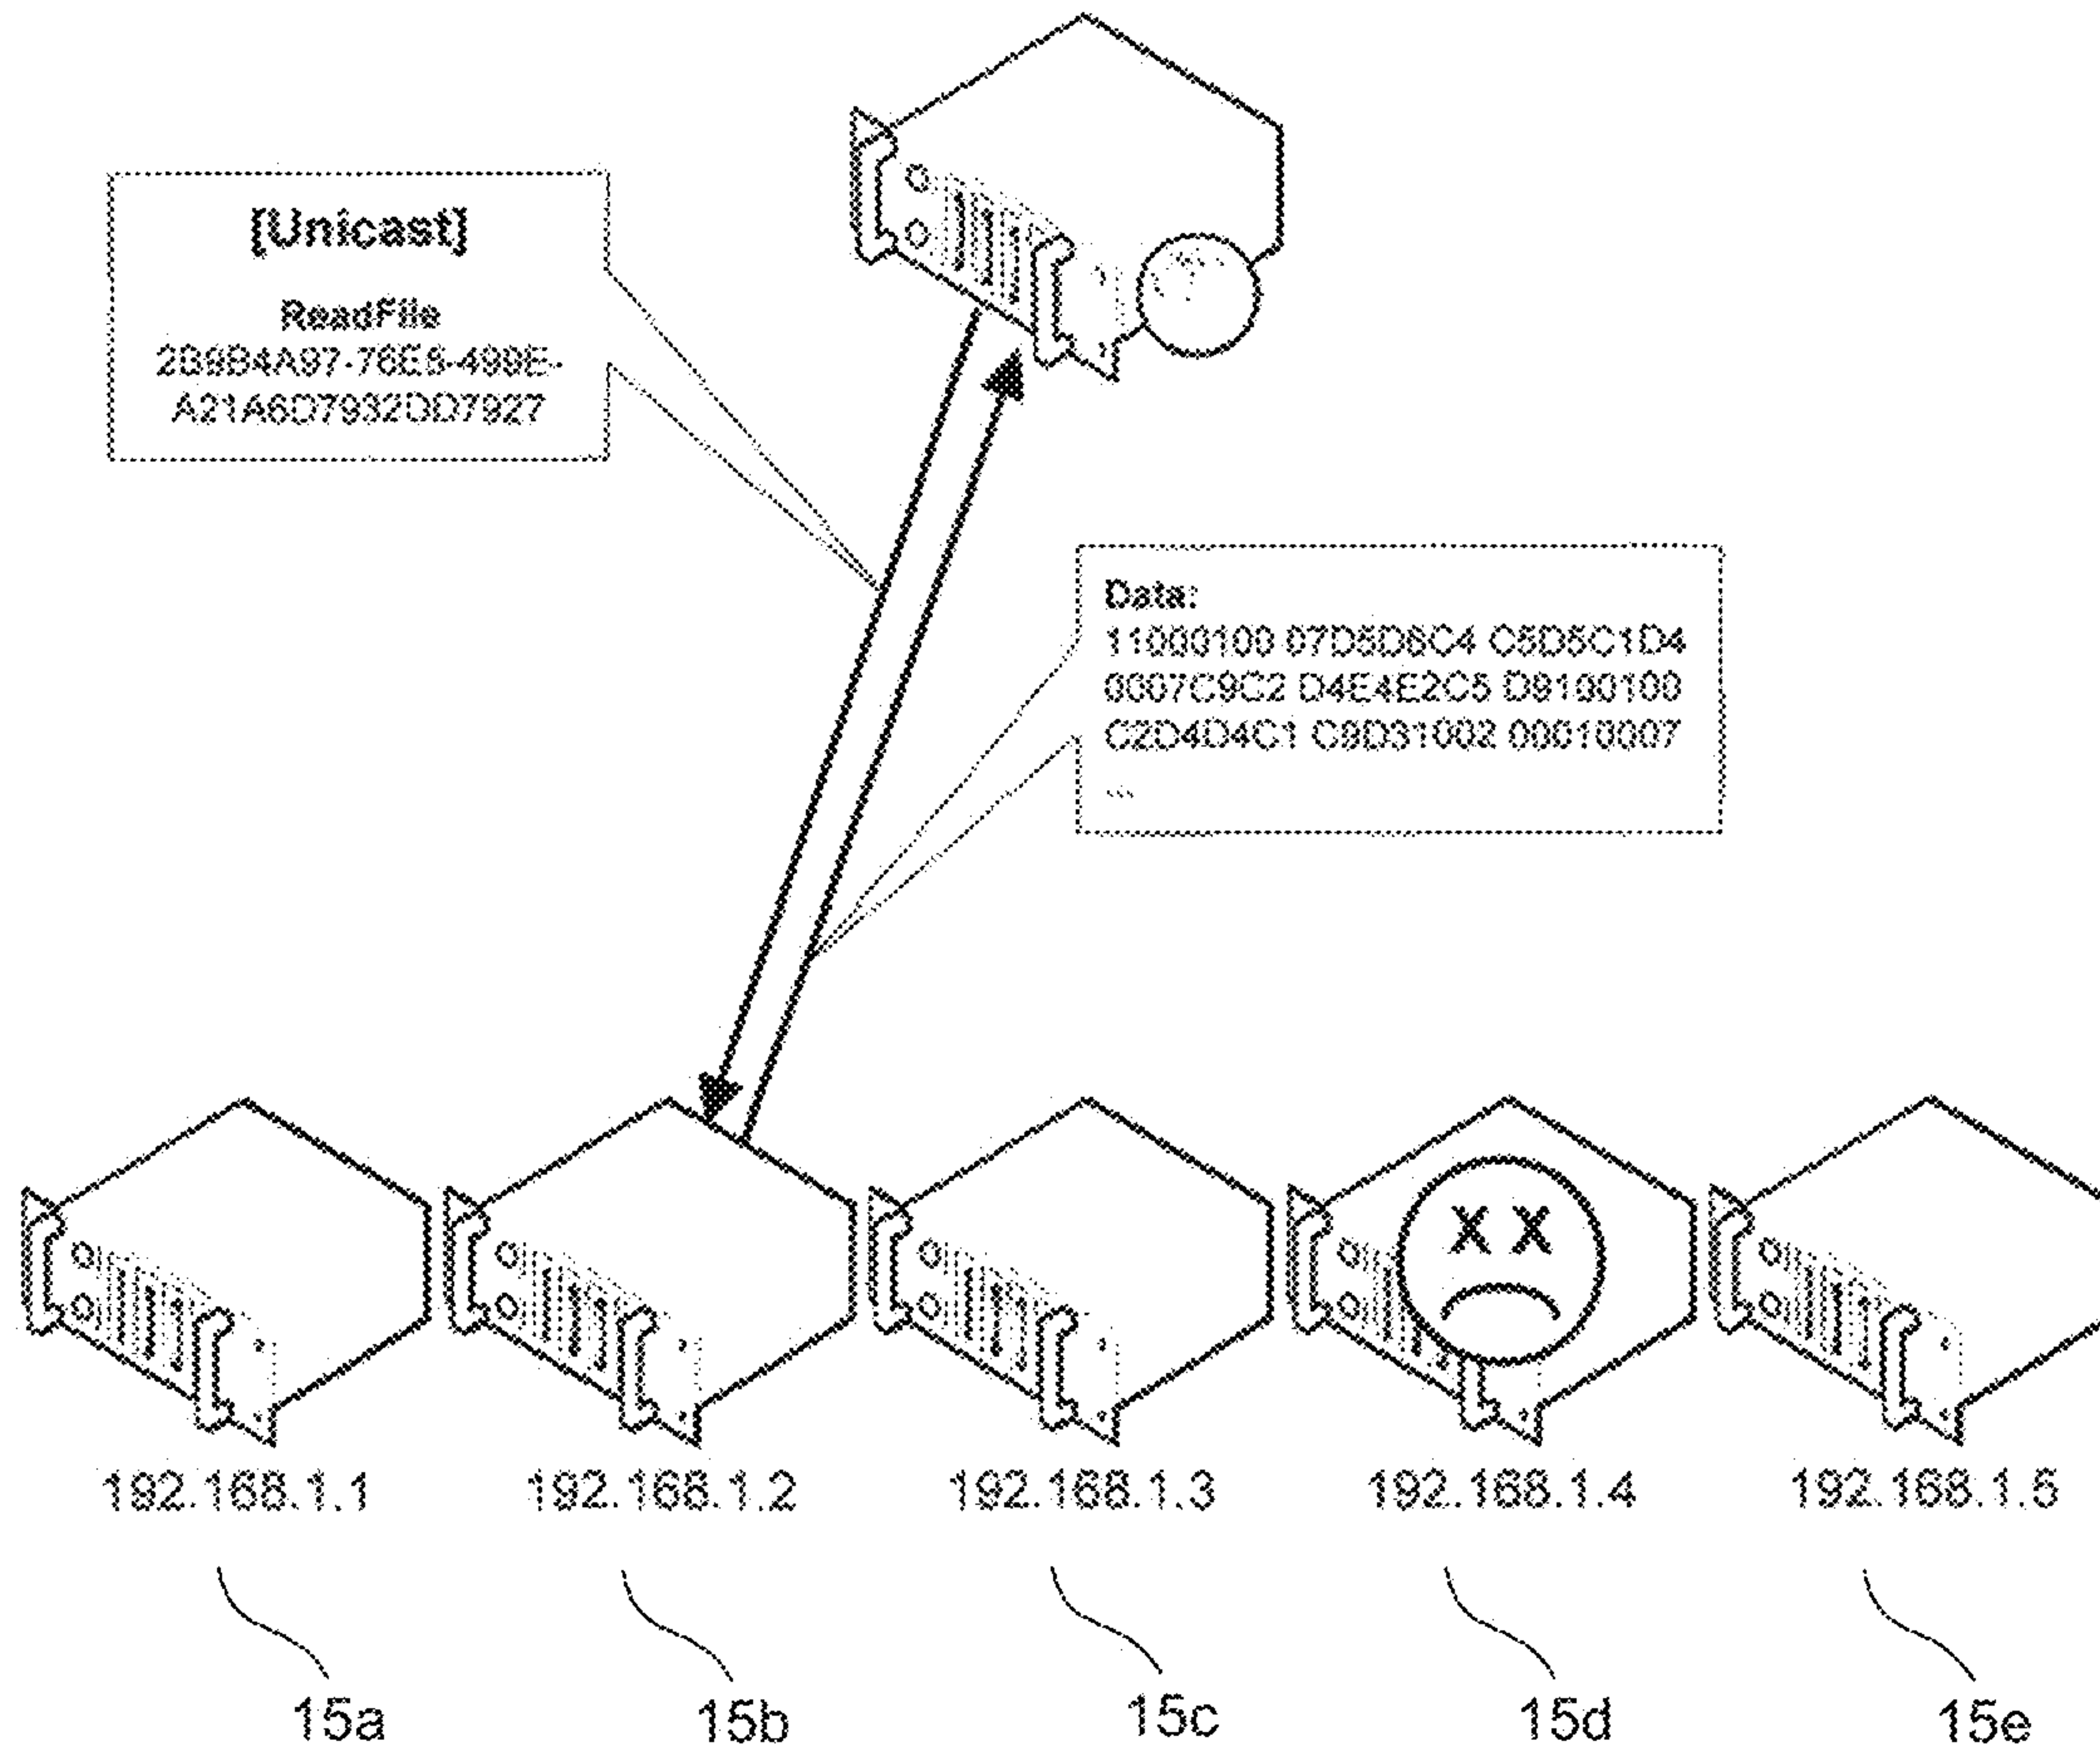 [Unicast]
ReadFile
2B9B4A97-76E5-499E-
A21A6D7932DD7927
Data:
11000100 07D5D6C4 C5D5C1D4
0007C9C2 D4E4E2C5 D9100100
C2D4D4C1 C9D31002 00010007
...
192.168.1.1
192.168.1.2
192.168.1.3
192.168.1.4
192.168.1.5
15a
15b
15c
15d
15e